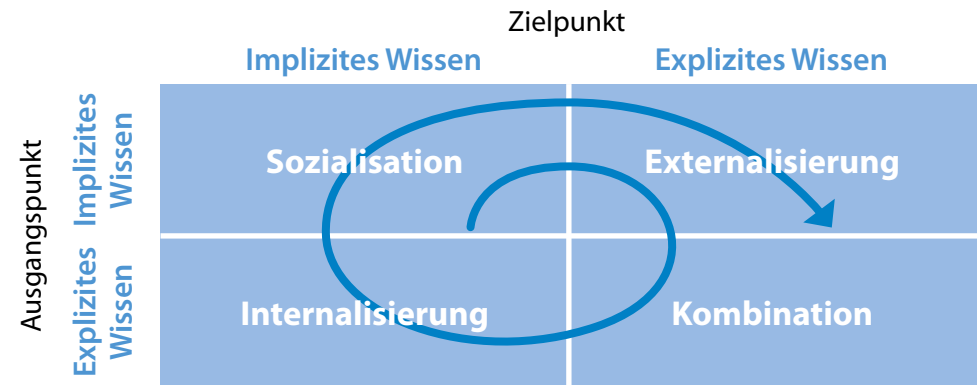 Zielpunkt
Implizites Wissen
Explizites Wissen
Ausgangspunkt
Implizites
Wissen
Sozialisation
Externalisierung
Explizites
Wissen
Internalisierung
Kombination